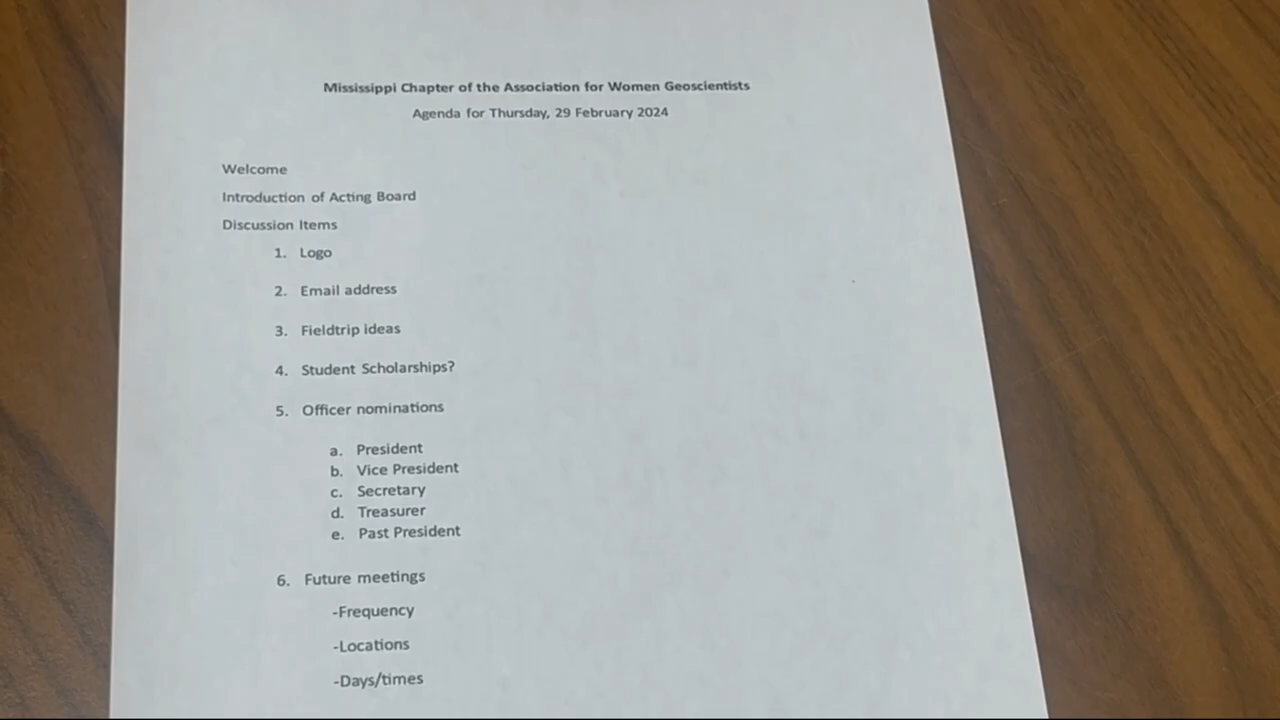 Mississippi Chapter of the Association for Women Geoscientists
Agenda for Thursday, 29 February 2024
Welcome
Introduction of Acting Board
Discussion Items
1. Logo
2. Email address
3. Fieldtrip ideas
4. Student Scholarships?
5. Officer nominations
a. President
b. Vice President
c. Secretary
d. Treasurer
e. Past President
6. Future meetings
-Frequency
-Locations
-Days/times